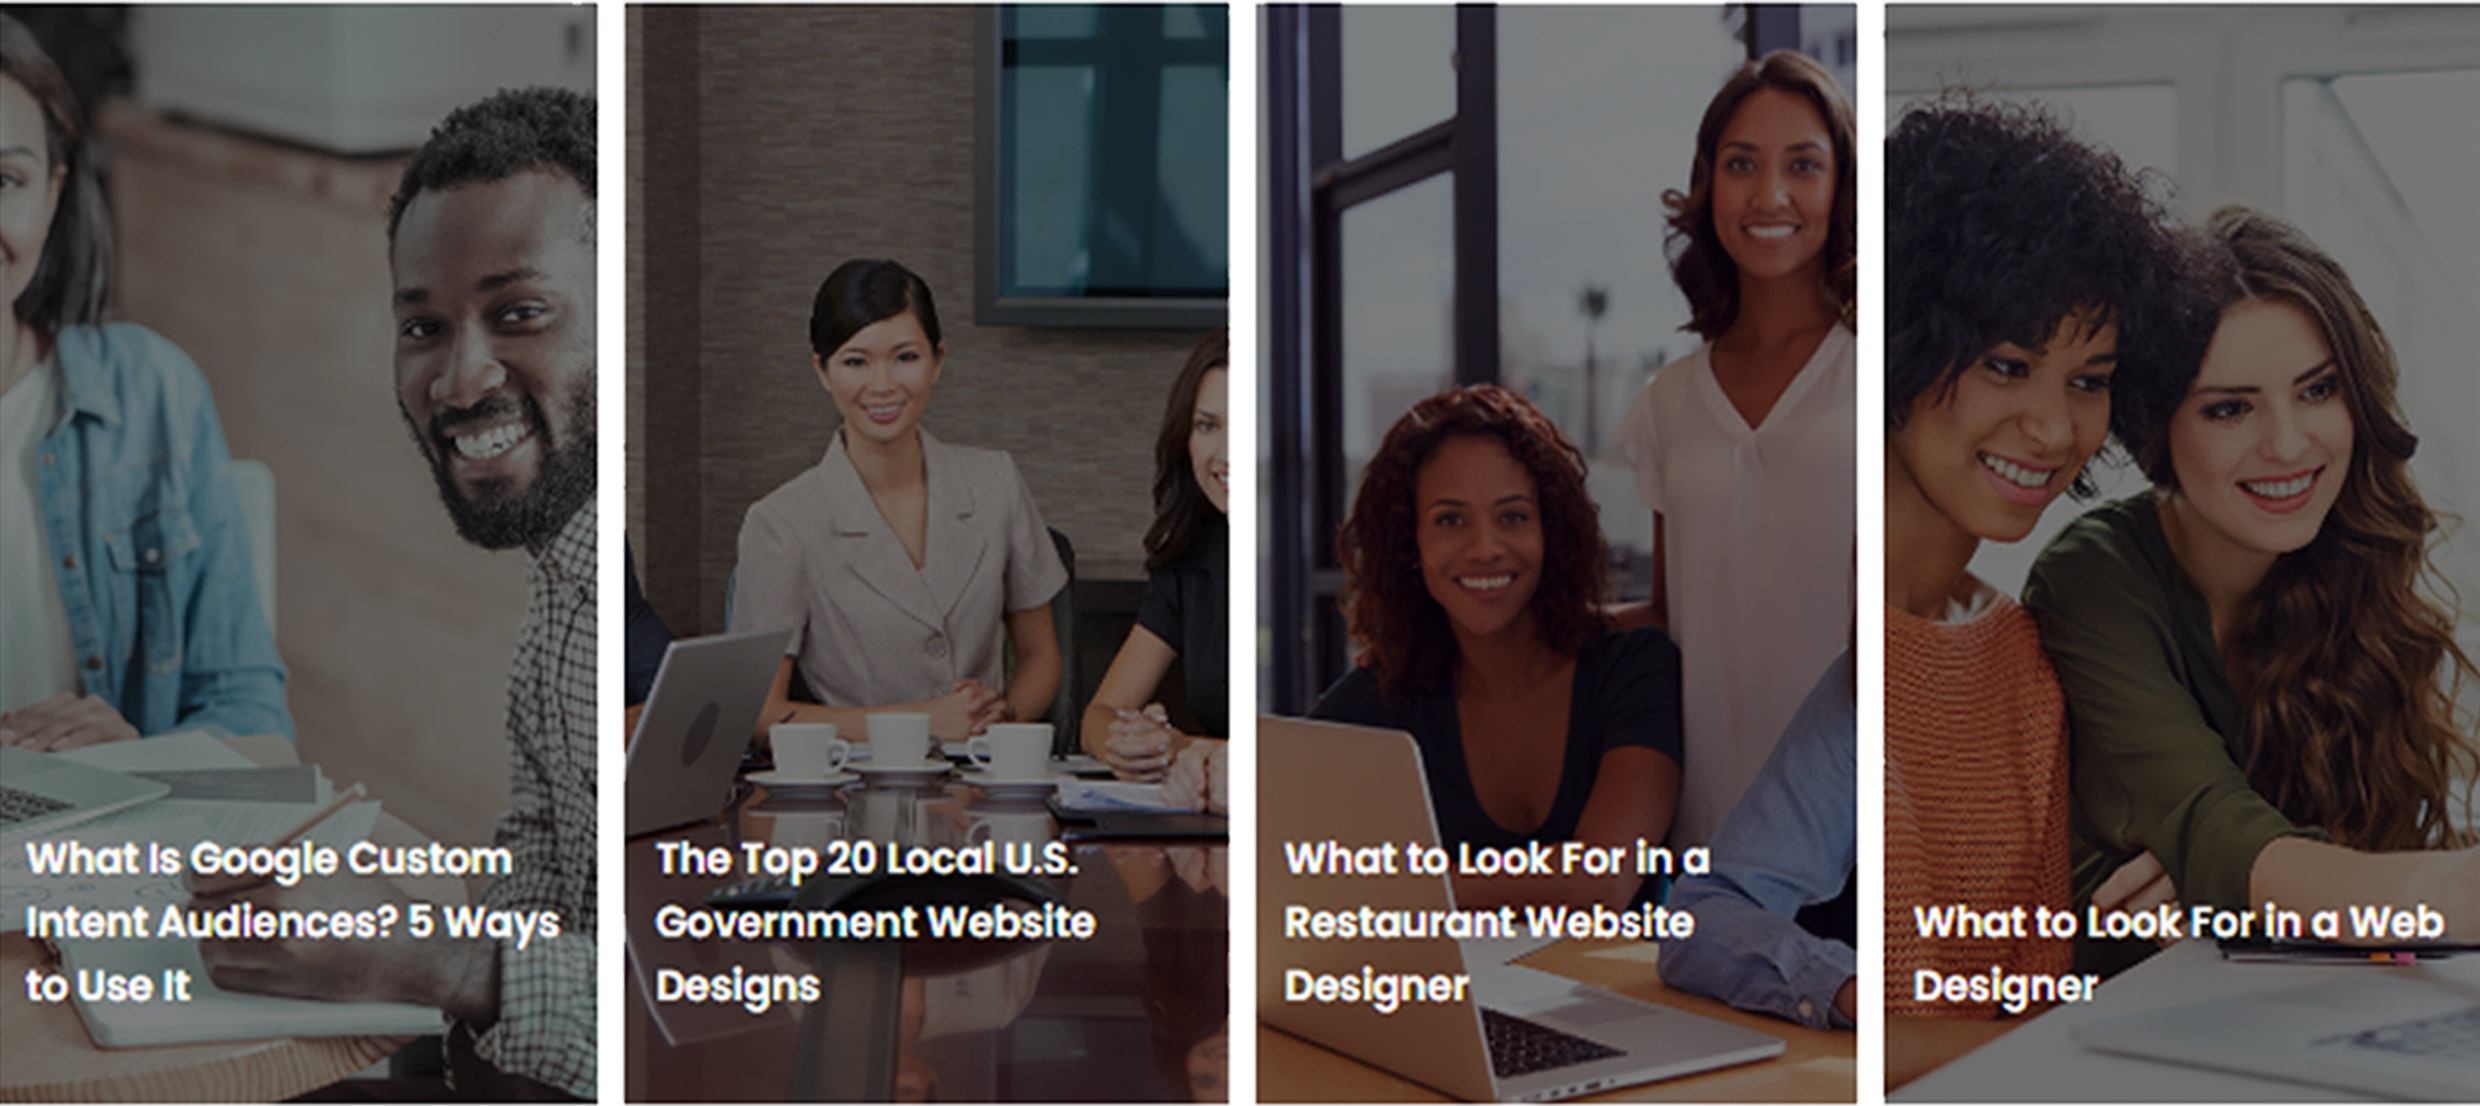 What Is Google Custom
Intent Audiences? 5 Ways
to Use It
The Top 20 Local U.S.
Government Website
Designs
What to Look For in a
Restaurant Website
Designer
What to Look For in a Web
Designer